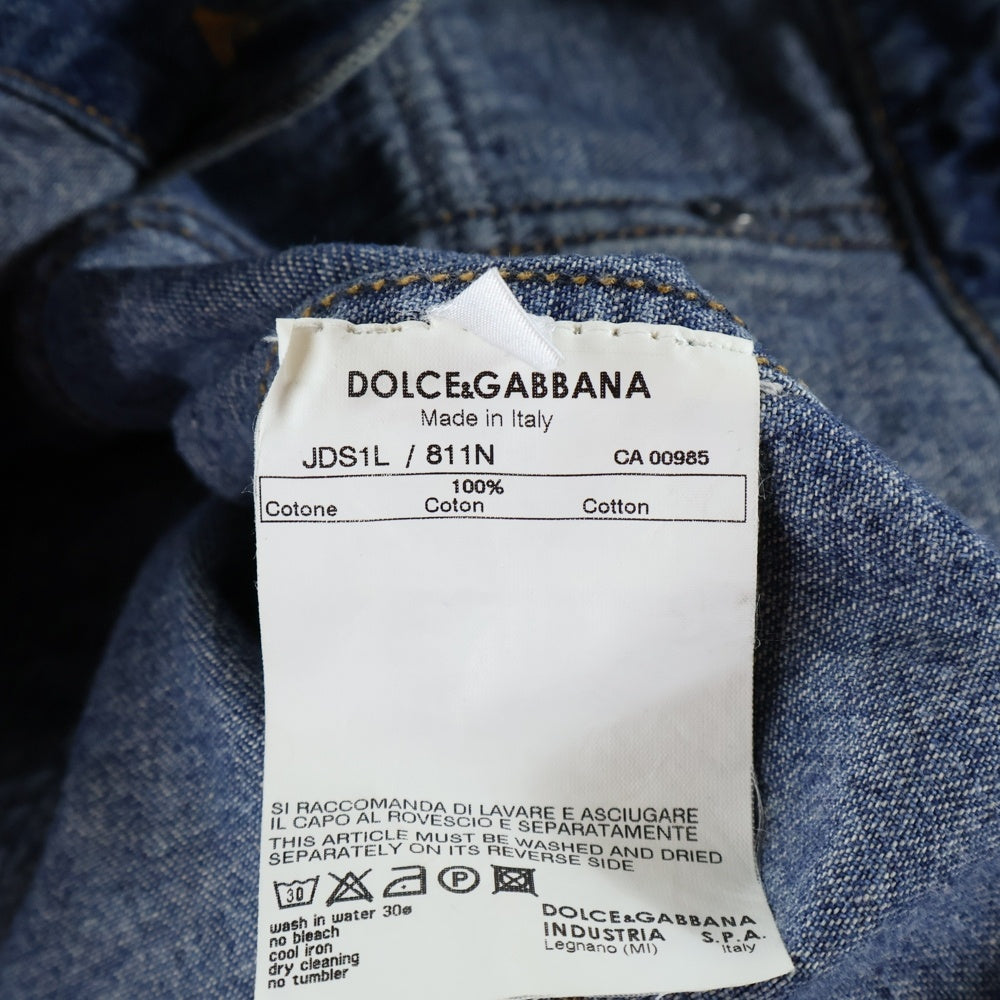 DOLCE&GABBANA
Made in Italy
JDS1L / 811N CA 00985
100%
Cotone Coton Cotton
SI RACCOMANDA DI LAVARE E ASCIUGARE
IL CAPO AL ROVESCIO E SEPARATAMENTE
THIS ARTICLE MUST BE WASHED AND DRIED
SEPARATELY ON ITS REVERSE SIDE
30 P
wash in water 30ø
no bleach
cool iron
dry cleaning
no tumbler
DOLCE&GABBANA
INDUSTRIA S.P.A.
Legnano (MI) Italy